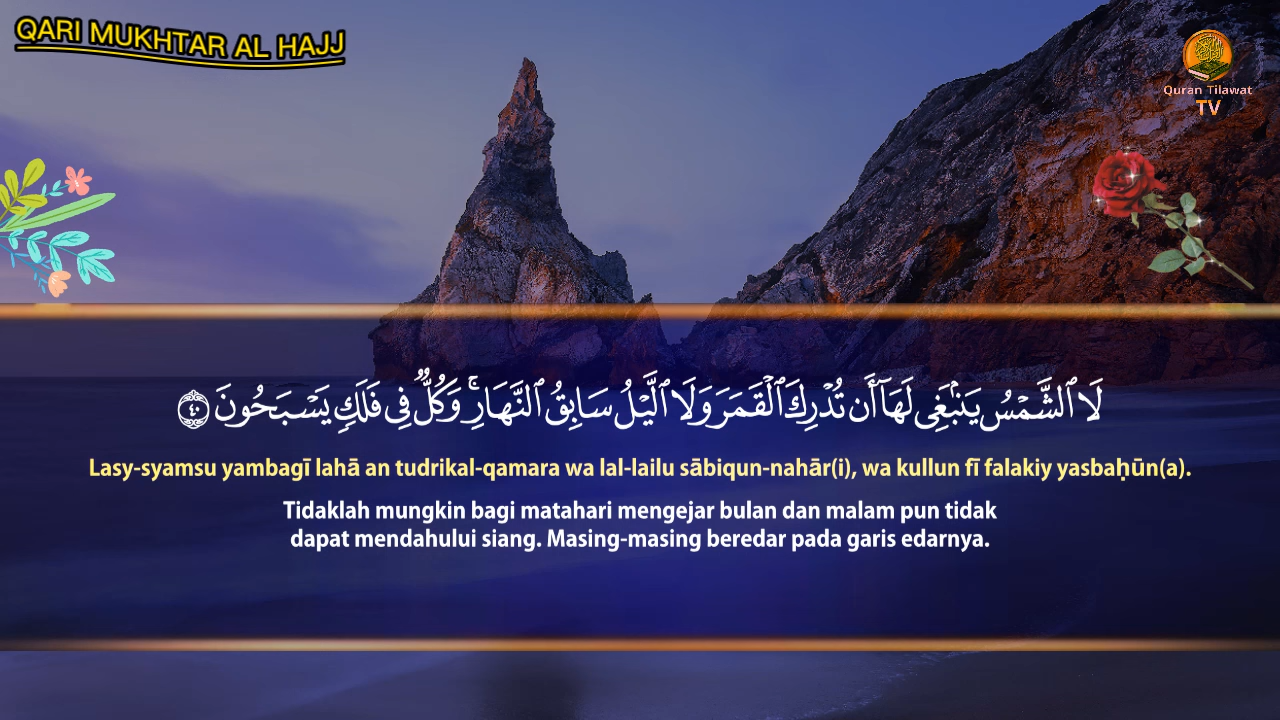 QARI MUKHTAR AL HAJJ
Quran Tilawat
TV
لَا ٱلشَّمْسُ يَنۢبَغِى لَهَآ أَن تُدْرِكَ ٱلْقَمَرَ وَلَا ٱلَّيْلُ سَابِقُ ٱلنَّهَارِ ۚ وَكُلٌّ فِى فَلَكٍ يَسْبَحُونَ ٤٠
Lasy-syamsu yambagī lahā an tudrikal-qamara wa lal-lailu sābiqun-nahār(i), wa kullun fī falakiy yasbaḥūn(a).
Tidaklah mungkin bagi matahari mengejar bulan dan malam pun tidak
dapat mendahului siang. Masing-masing beredar pada garis edarnya.